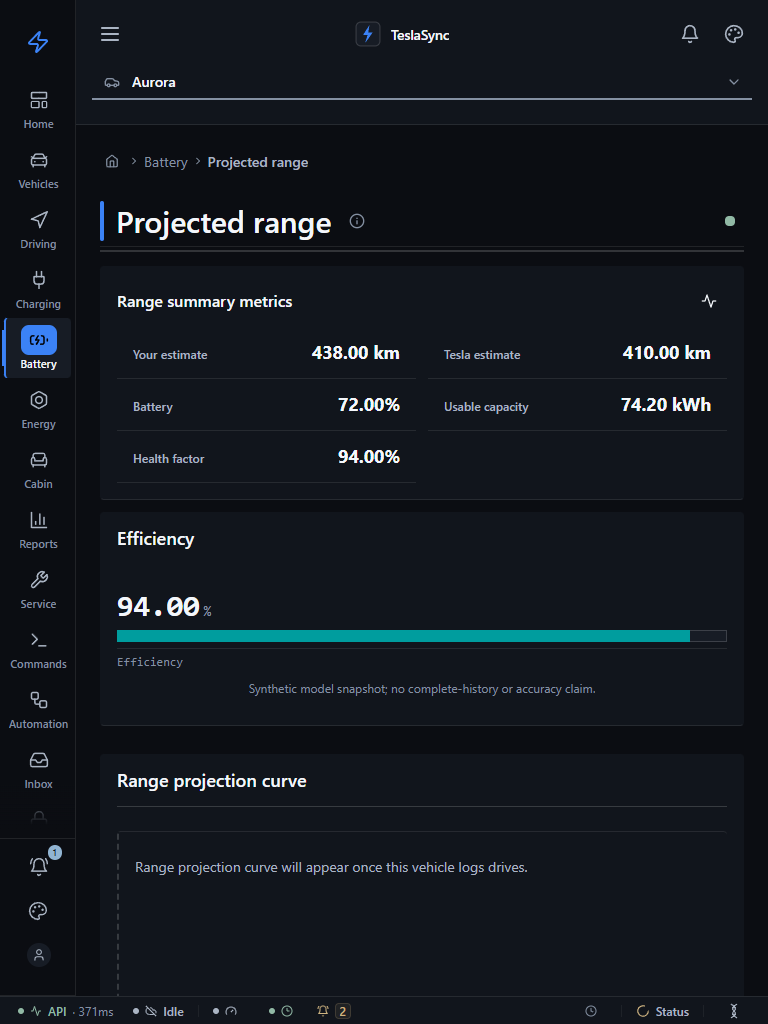 TeslaSync
Aurora
Home
Vehicles
Driving
Charging
Battery
Energy
Cabin
Reports
Service
Commands
Automation
Inbox
1
Battery
Projected range
Projected range
Range summary metrics
Your estimate 438.00 km
Tesla estimate 410.00 km
Battery 72.00%
Usable capacity 74.20 kWh
Health factor 94.00%
Efficiency
94.00 %
Efficiency
Synthetic model snapshot; no complete-history or accuracy claim.
Range projection curve
Range projection curve will appear once this vehicle logs drives.
API · 371ms Idle 2 Status